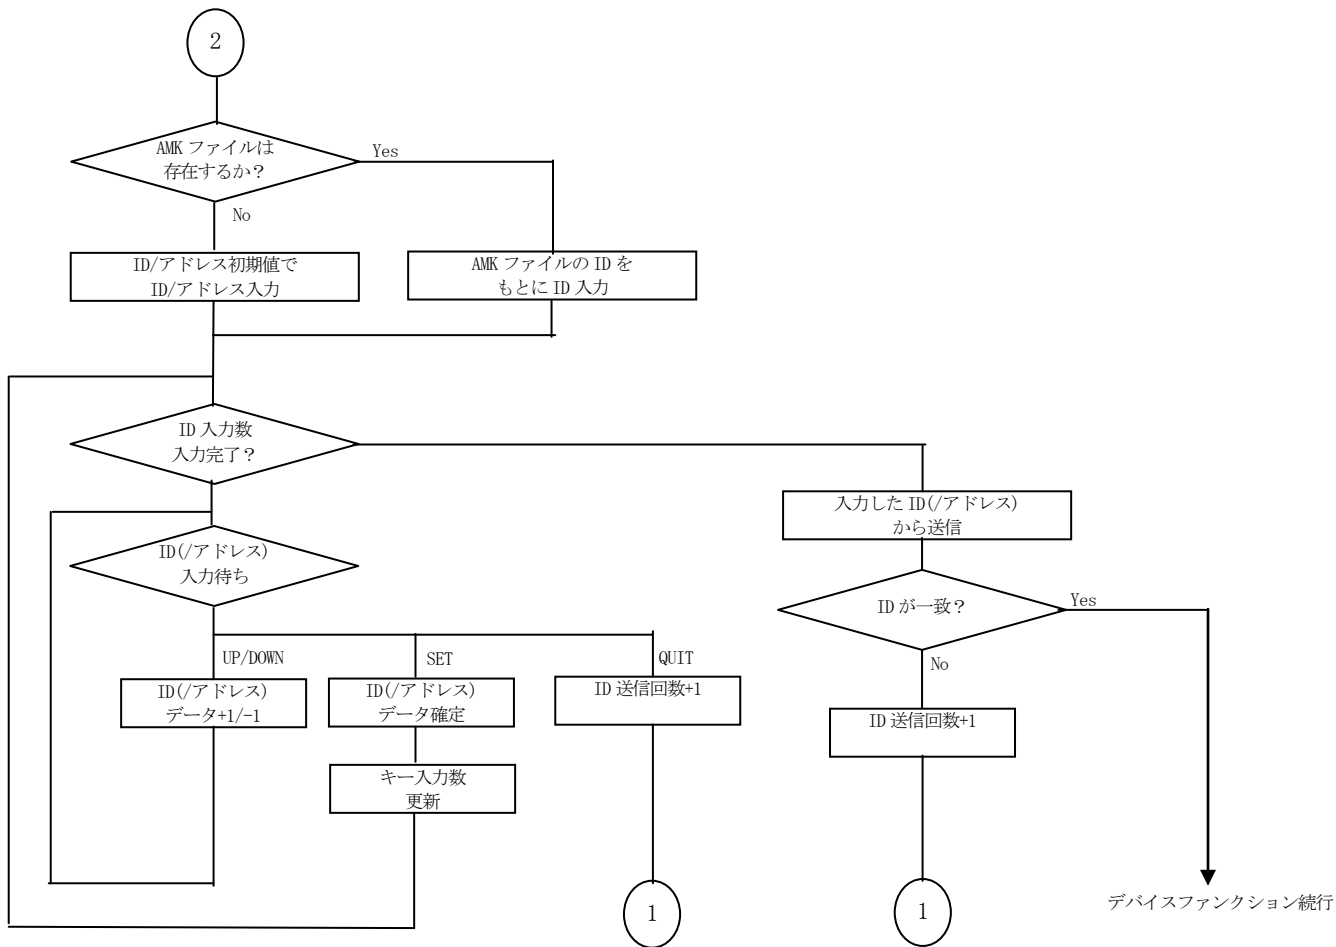 2
AMK ファイルは
存在するか？
Yes
No
ID/アドレス初期値で
ID/アドレス入力
AMK ファイルの ID を
もとに ID 入力
ID 入力数
入力完了？
入力した ID(/アドレス)
から送信
ID(/アドレス)
入力待ち
ID が一致？
Yes
No
UP/DOWN
SET
QUIT
ID(/アドレス)
データ+1/-1
ID(/アドレス)
データ確定
ID 送信回数+1
ID 送信回数+1
キー入力数
更新
1
1
デバイスファンクション続行